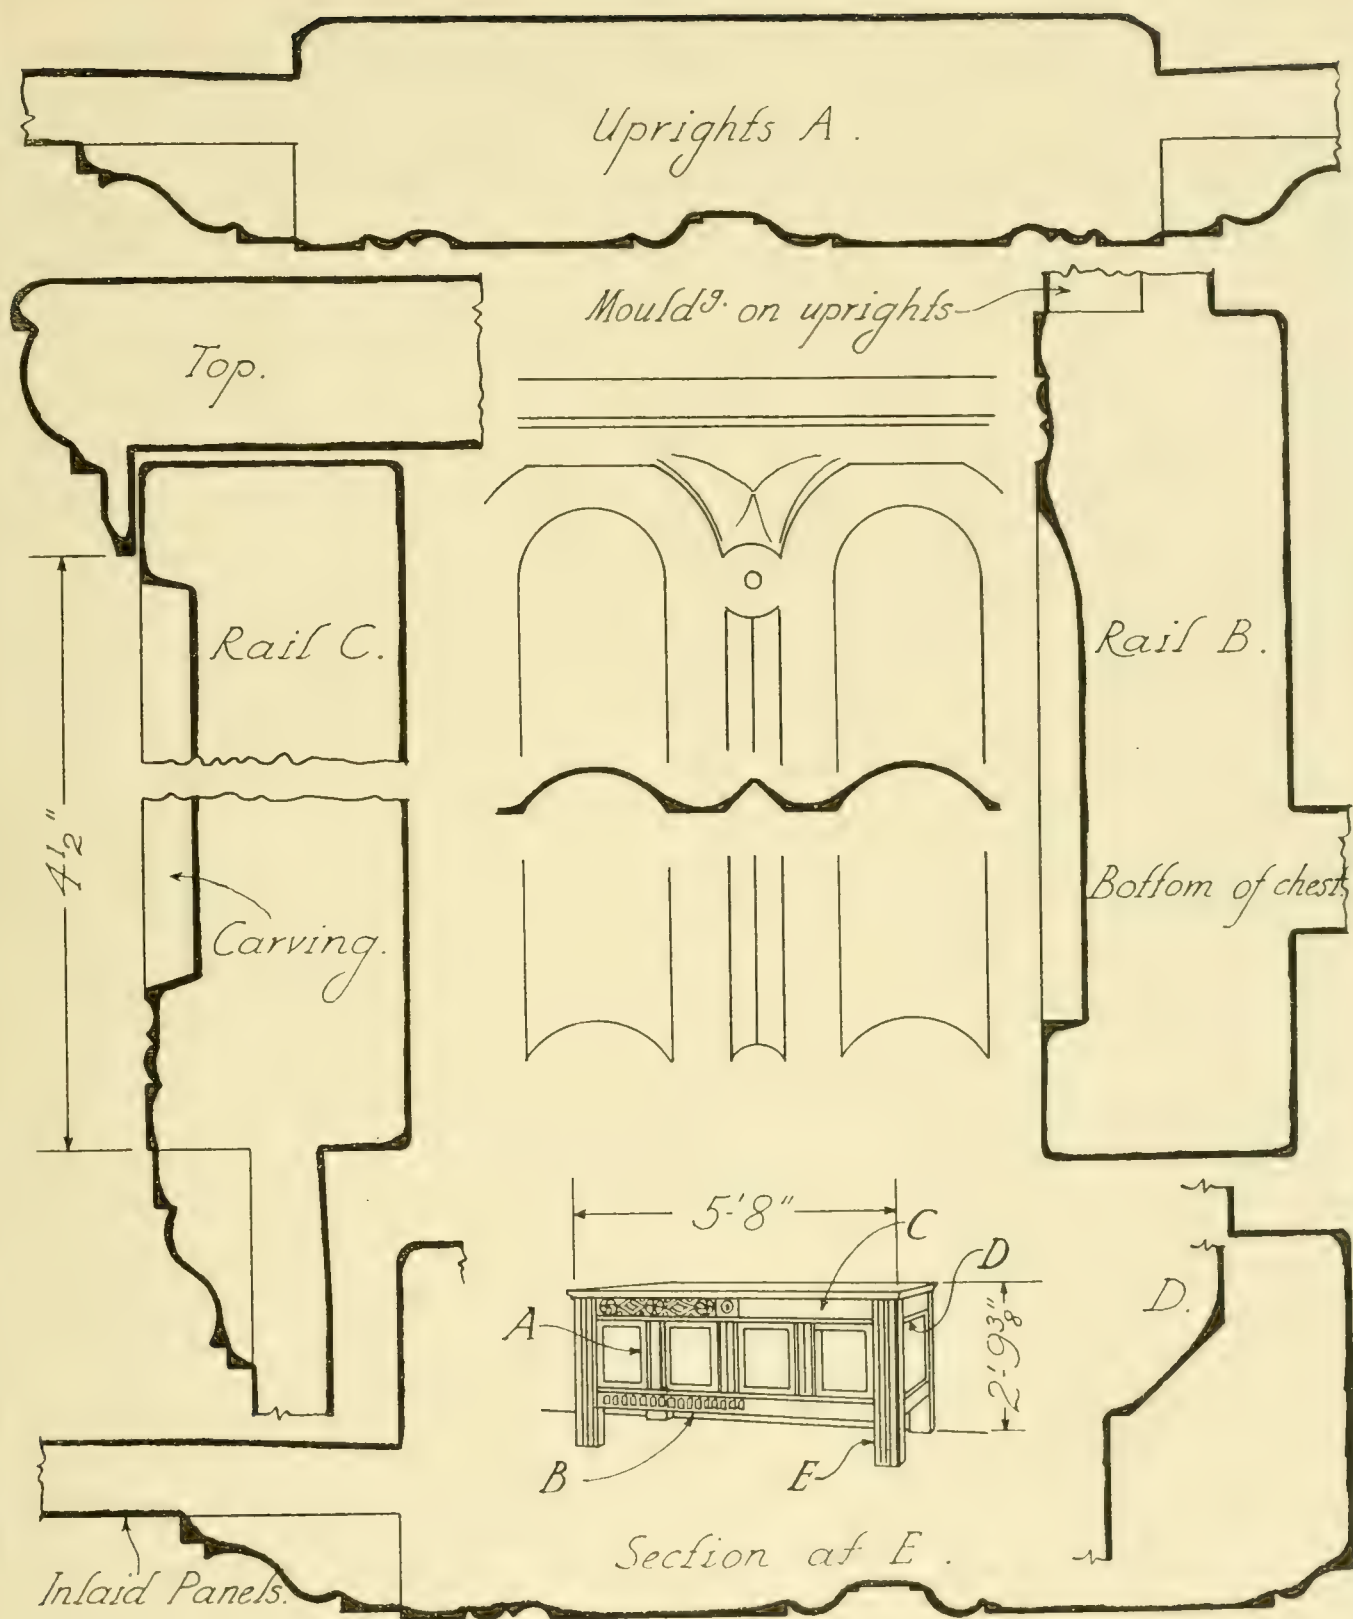 Uprights A.
Mould͏ᵍ. on uprights
Top.
Rail C.
Rail B.
4½"
Carving.
Bottom of chest.
5'-8"
C
D
D.
A
2'-9⅜"
B
E
Section at E.
Inlaid Panels.